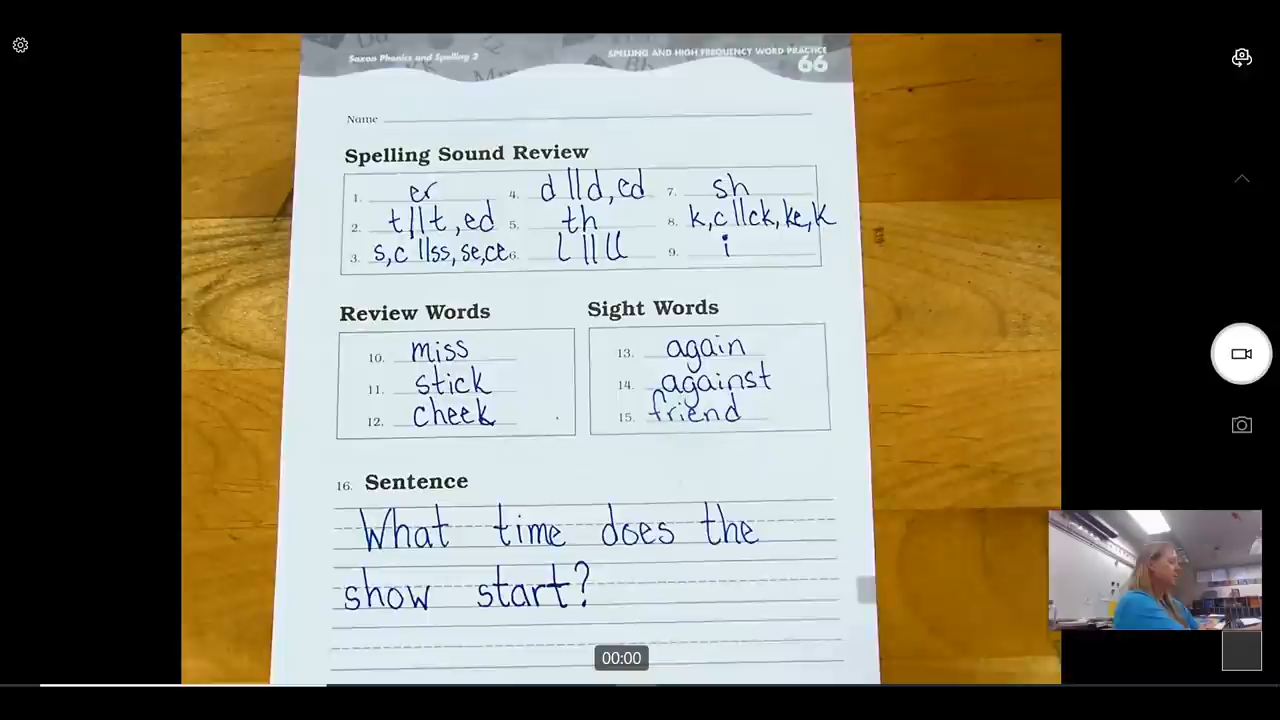 Saxon Phonics and Spelling 2
SPELLING AND HIGH FREQUENCY WORD PRACTICE
66
Name
Spelling Sound Review
1. er
2. t||t, ed
3. s,c ||ss, se,ce
4. d ||d, ed
5. th
6. l || ll
7. sh
8. k,c ||ck, ke, k
9. i
Review Words
10. miss
11. stick
12. cheek
Sight Words
13. again
14. against
15. friend
16. Sentence
What time does the
show start?
00:00